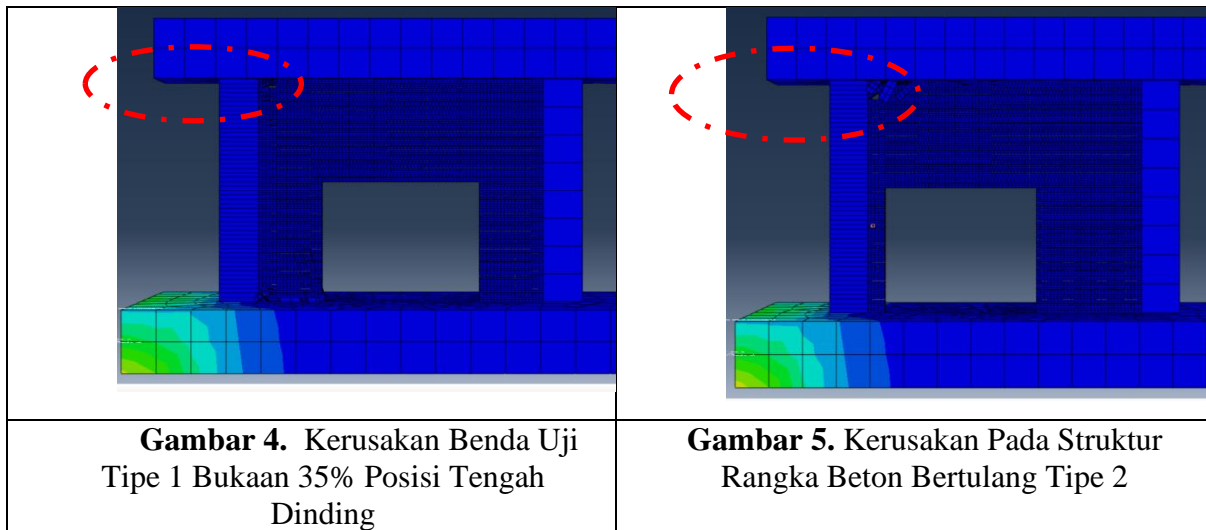 Gambar 4. Kerusakan Benda Uji
Tipe 1 Bukaan 35% Posisi Tengah
Dinding
Gambar 5. Kerusakan Pada Struktur
Rangka Beton Bertulang Tipe 2